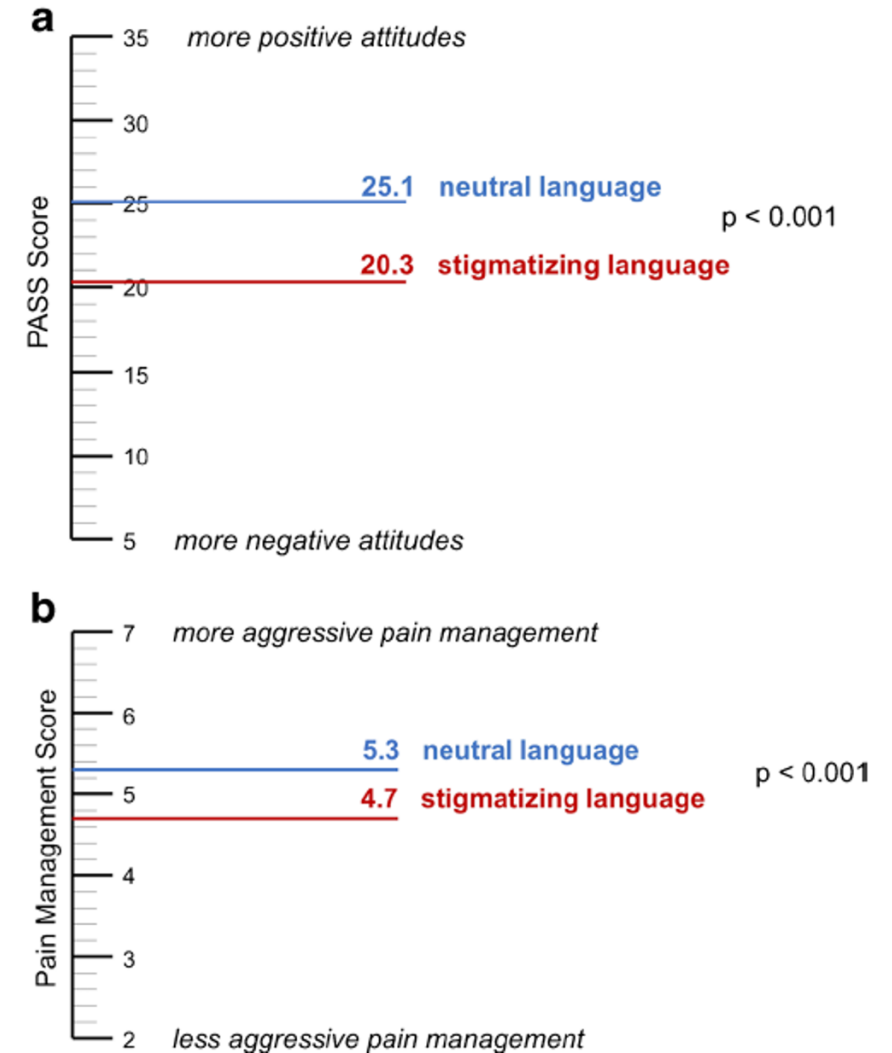 a
35 more positive attitudes
30
25.1 neutral language
25
p < 0.001
20.3 stigmatizing language
20
PASS Score
15
10
5 more negative attitudes
b
7 more aggressive pain management
6
5.3 neutral language
p < 0.001
5
4.7 stigmatizing language
Pain Management Score
4
3
2 less aggressive pain management